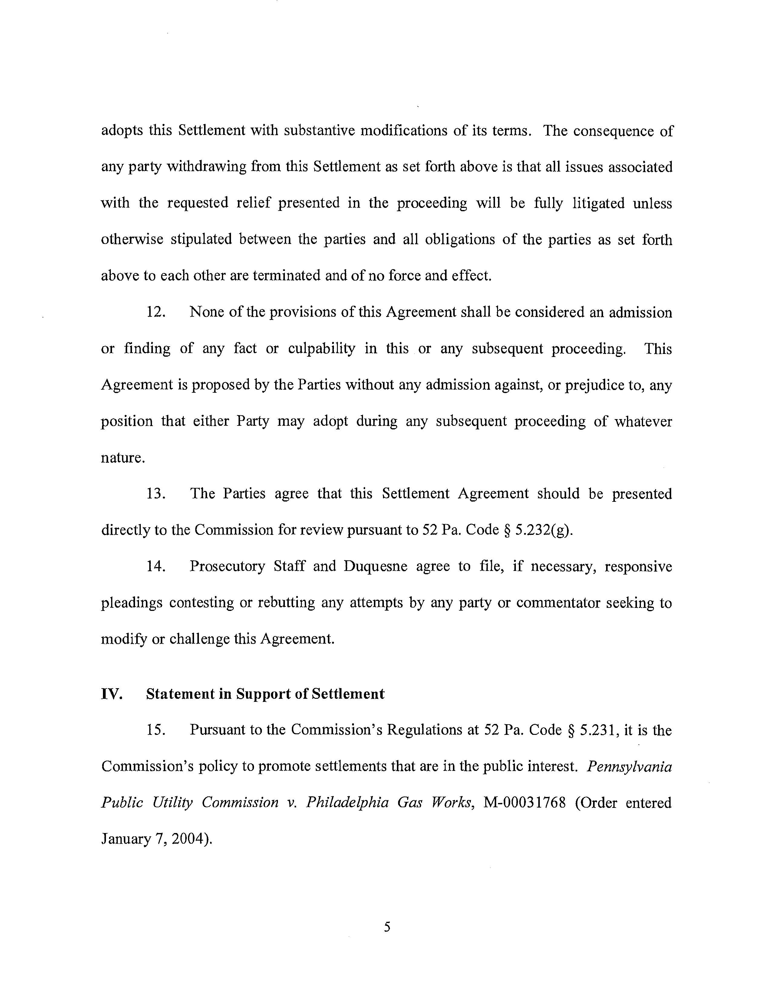 adopts this Settlement with substantive modifications of its terms. The consequence of
any party withdrawing from this Settlement as set forth above is that all issues associated
with the requested relief presented in the proceeding will be fully litigated unless
otherwise stipulated between the parties and all obligations of the parties as set forth
above to each other are terminated and of no force and effect.
12. None of the provisions of this Agreement shall be considered an admission
or finding of any fact or culpability in this or any subsequent proceeding. This
Agreement is proposed by the Parties without any admission against, or prejudice to, any
position that either Party may adopt during any subsequent proceeding of whatever
nature.
13. The Parties agree that this Settlement Agreement should be presented
directly to the Commission for review pursuant to 52 Pa. Code § 5.232(g).
14. Prosecutory Staff and Duquesne agree to file, if necessary, responsive
pleadings contesting or rebutting any attempts by any party or commentator seeking to
modify or challenge this Agreement.
IV. Statement in Support of Settlement
15. Pursuant to the Commission's Regulations at 52 Pa. Code § 5.231, it is the
Commission's policy to promote settlements that are in the public interest. Pennsylvania
Public Utility Commission v. Philadelphia Gas Works, M-00031768 (Order entered
January 7, 2004).
5